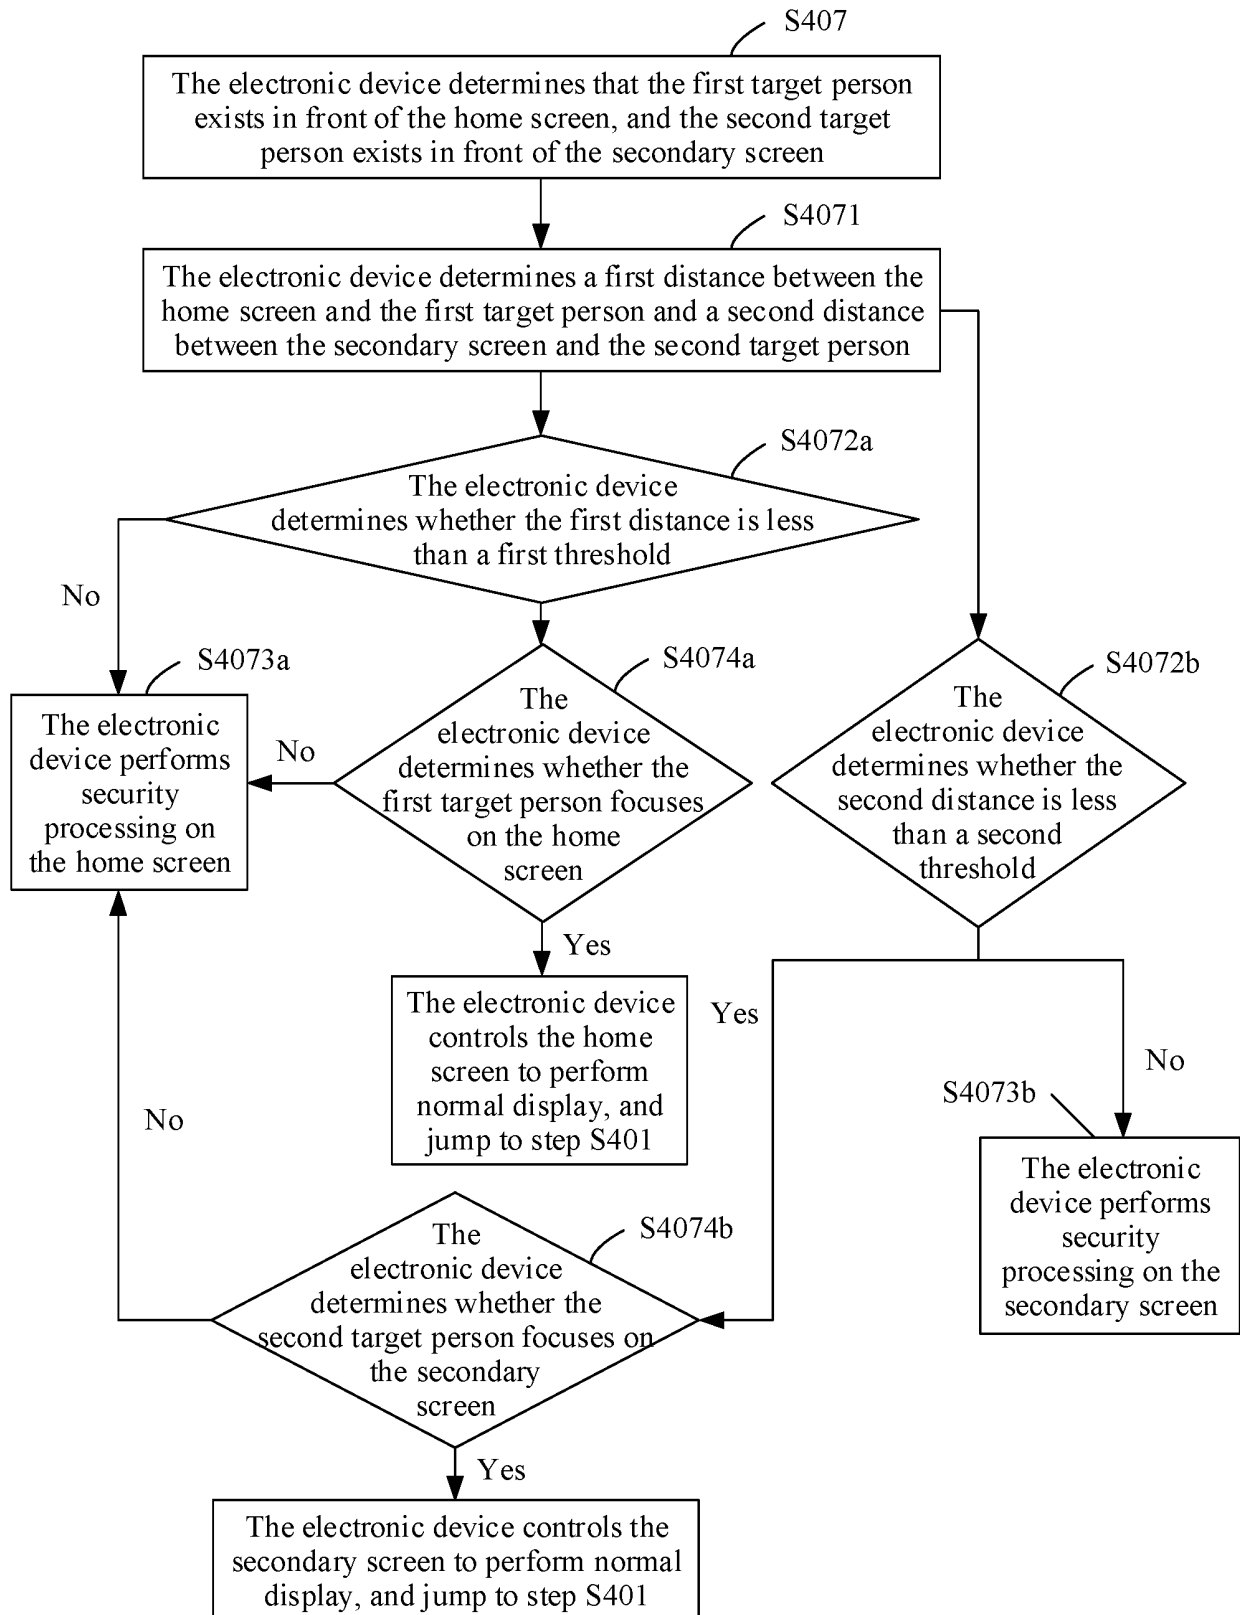 S407
The electronic device determines that the first target person
exists in front of the home screen, and the second target
person exists in front of the secondary screen
S4071
The electronic device determines a first distance between the
home screen and the first target person and a second distance
between the secondary screen and the second target person
S4072a
The electronic device
determines whether the first distance is less
than a first threshold
No
S4073a
The electronic
device performs
security
processing on
the home screen
No
S4074a
The
electronic device
determines whether the
first target person focuses
on the home
screen
S4072b
The
electronic device
determines whether the
second distance is less
than a second
threshold
Yes
The electronic device
controls the home
screen to perform
normal display, and
jump to step S401
Yes
No
S4073b
The electronic
device performs
security
processing on the
secondary screen
No
S4074b
The
electronic device
determines whether the
second target person focuses on
the secondary
screen
Yes
The electronic device controls the
secondary screen to perform normal
display, and jump to step S401